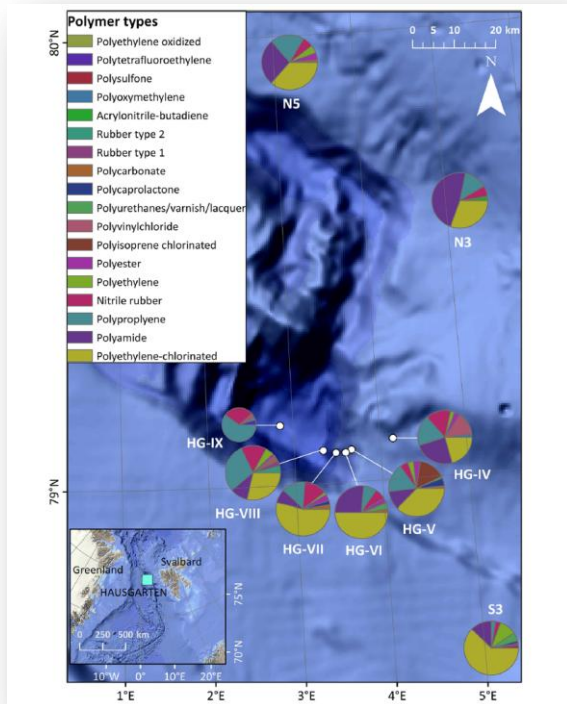 Polymer types
Polyethylene oxidized
Polytetrafluoroethylene
Polysulfone
Polyoxymethylene
Acrylonitrile-butadiene
Rubber type 2
Rubber type 1
Polycarbonate
Polycaprolactone
Polyurethanes/varnish/lacquer
Polyvinylchloride
Polyisoprene chlorinated
Polyester
Polyethylene
Nitrile rubber
Polyproplyene
Polyamide
Polyethylene-chlorinated
80°N
0 5 10 20 km
N
N5
N3
HG-IX
HG-IV
HG-VIII
HG-V
HG-VII
HG-VI
79°N
S3
Greenland
Svalbard
HAUSGARTEN
0 250 500 km
75°N
70°N
10°W 0° 10°E 20°E
1°E 2°E 3°E 4°E 5°E